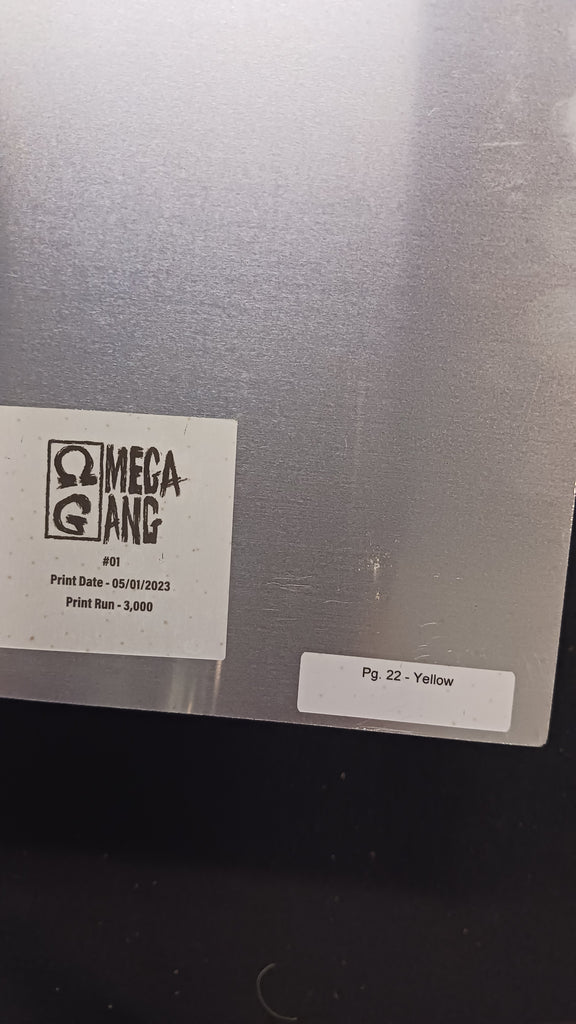 ΩMEGA
GANG
#01
Print Date - 05/01/2023
Print Run - 3,000
Pg. 22 - Yellow